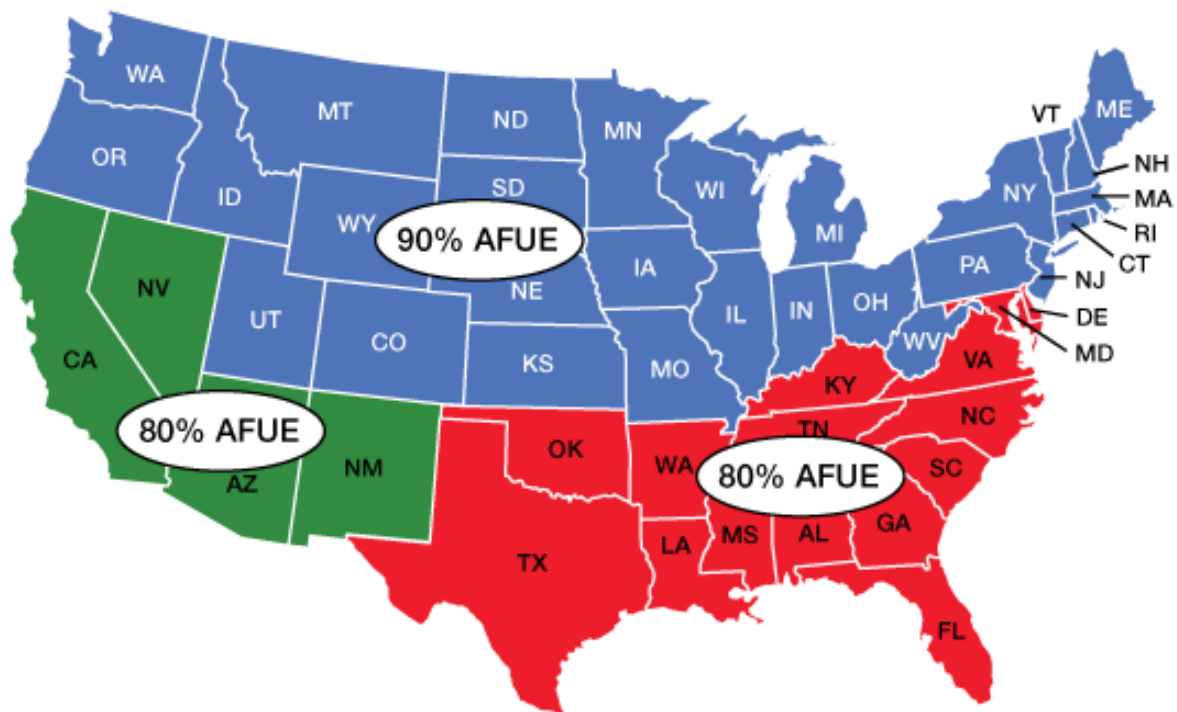 WA
MT
ND
MN
VT
ME
OR
ID
SD
WI
NY
NH
MA
WY
90% AFUE
MI
RI
CT
NV
IA
PA
NJ
UT
NE
IL
IN
OH
DE
CA
CO
KS
MO
WV
VA
MD
KY
80% AFUE
TN
NC
AZ
NM
OK
WA
80% AFUE
SC
TX
LA
MS
AL
GA
FL